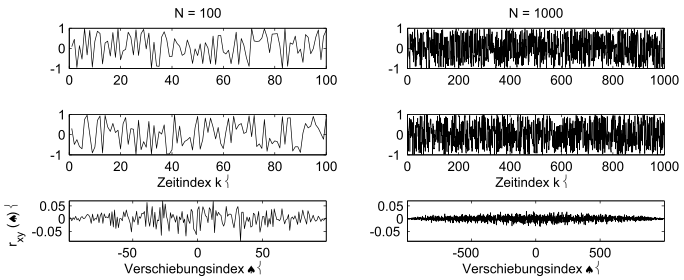 N = 100
N = 1000
1
0
-1
0 20 40 60 80 100
1
0
-1
0 200 400 600 800 1000
1
0
-1
0 20 40 60 80 100
Zeitindex k {
1
0
-1
0 200 400 600 800 1000
Zeitindex k {
r_xy (♠) {
0.05
0
-0.05
-50 0 50
Verschiebungsindex ♠ {
0.05
0
-0.05
-500 0 500
Verschiebungsindex ♠ {